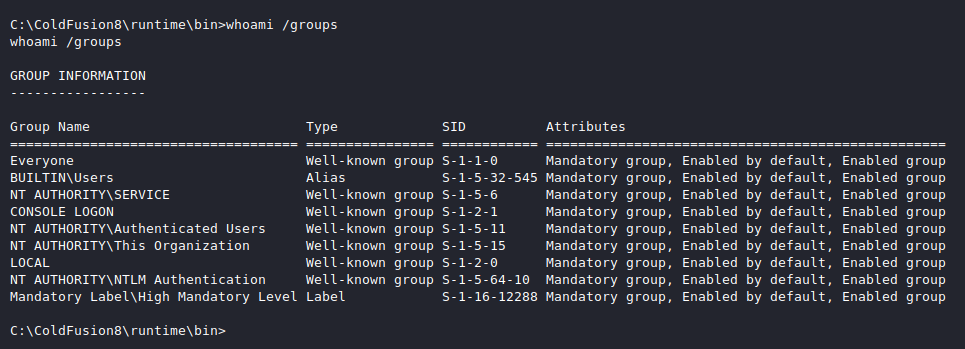 C:\ColdFusion8\runtime\bin>whoami /groups
whoami /groups

GROUP INFORMATION
-----------------

Group Name                           Type             SID          Attributes
==================================== ================ ============ ==================================================
Everyone                             Well-known group S-1-1-0      Mandatory group, Enabled by default, Enabled group
BUILTIN\Users                        Alias            S-1-5-32-545 Mandatory group, Enabled by default, Enabled group
NT AUTHORITY\SERVICE                 Well-known group S-1-5-6      Mandatory group, Enabled by default, Enabled group
CONSOLE LOGON                        Well-known group S-1-2-1      Mandatory group, Enabled by default, Enabled group
NT AUTHORITY\Authenticated Users     Well-known group S-1-5-11     Mandatory group, Enabled by default, Enabled group
NT AUTHORITY\This Organization       Well-known group S-1-5-15     Mandatory group, Enabled by default, Enabled group
LOCAL                                Well-known group S-1-2-0      Mandatory group, Enabled by default, Enabled group
NT AUTHORITY\NTLM Authentication     Well-known group S-1-5-64-10  Mandatory group, Enabled by default, Enabled group
Mandatory Label\High Mandatory Level Label            S-1-16-12288 Mandatory group, Enabled by default, Enabled group

C:\ColdFusion8\runtime\bin>